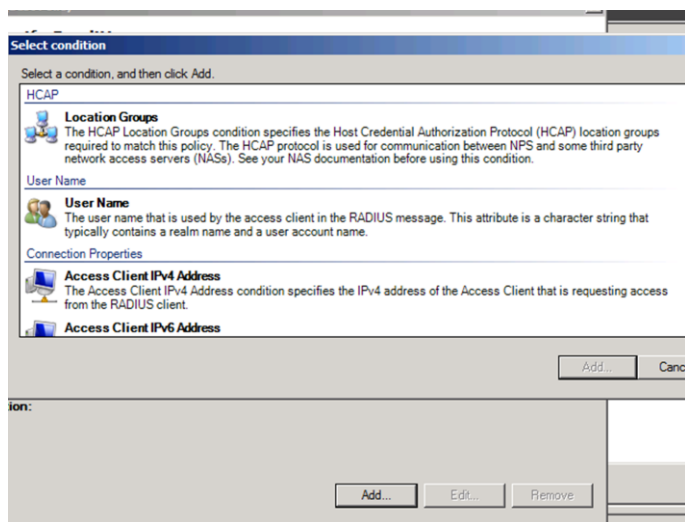 Select condition
Select a condition, and then click Add.
HCAP
Location Groups
The HCAP Location Groups condition specifies the Host Credential Authorization Protocol (HCAP) location groups
required to match this policy. The HCAP protocol is used for communication between NPS and some third party
network access servers (NASs). See your NAS documentation before using this condition.
User Name
User Name
The user name that is used by the access client in the RADIUS message. This attribute is a character string that
typically contains a realm name and a user account name.
Connection Properties
Access Client IPv4 Address
The Access Client IPv4 Address condition specifies the IPv4 address of the Access Client that is requesting access
from the RADIUS client.
Access Client IPv6 Address
Add...
Canc
ion:
Add...
Edit...
Remove